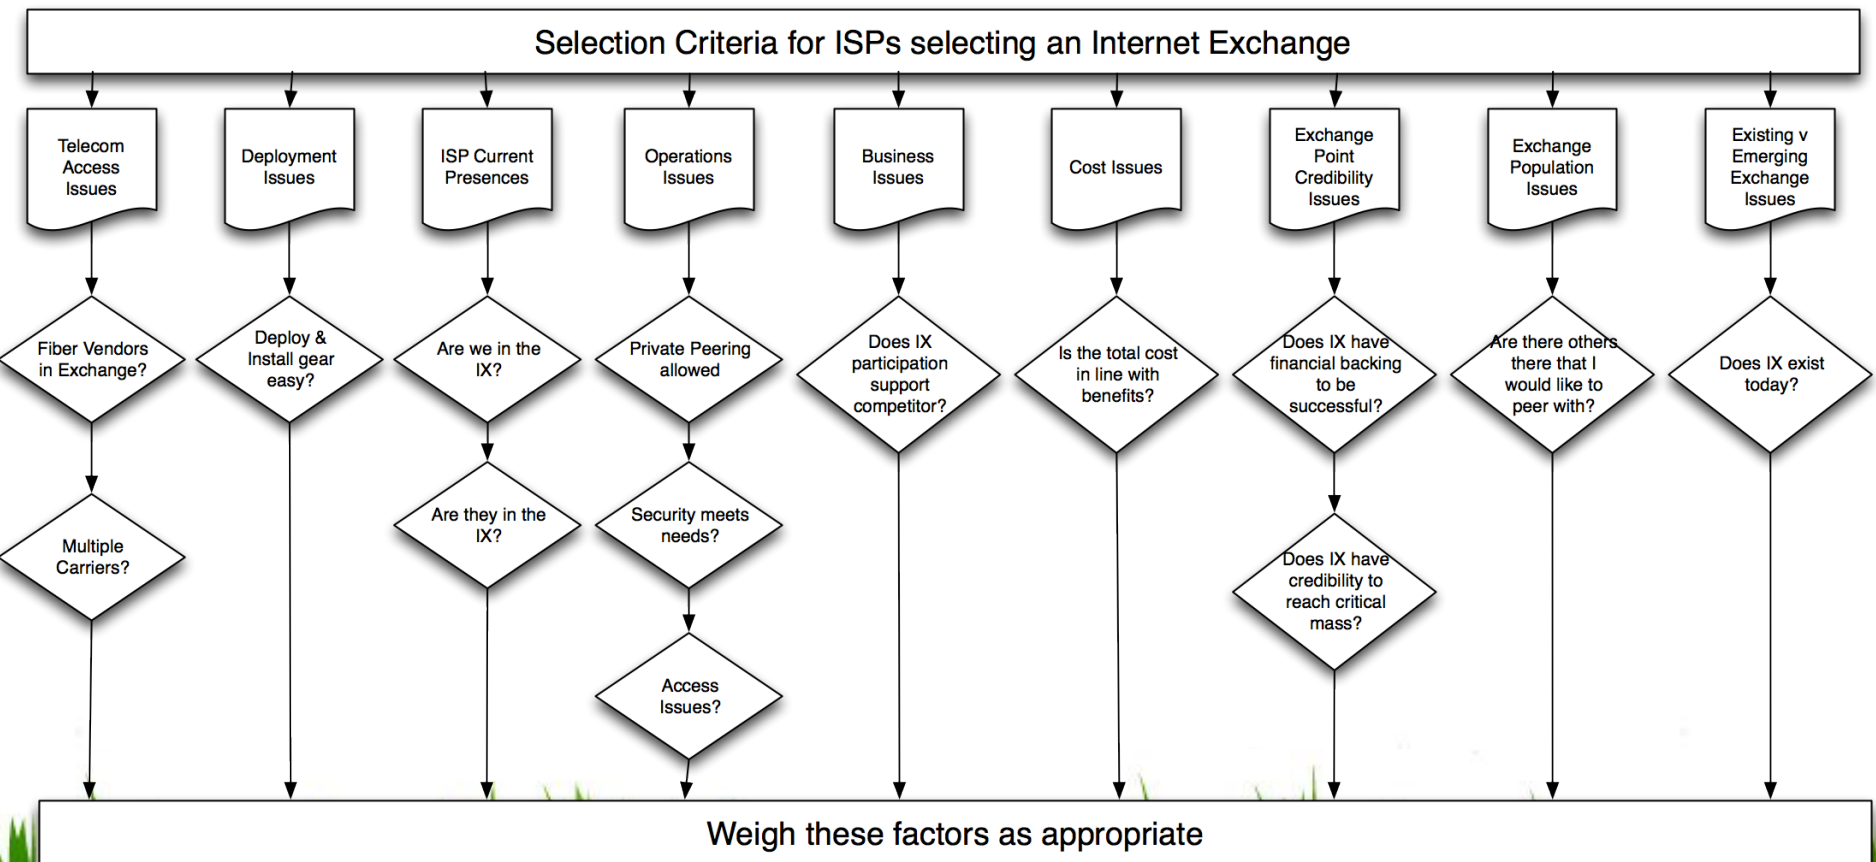 Selection Criteria for ISPs selecting an Internet Exchange
Telecom
Access
Issues
Deployment
Issues
ISP Current
Presences
Operations
Issues
Business
Issues
Cost Issues
Exchange
Point
Credibility
Issues
Exchange
Population
Issues
Existing v
Emerging
Exchange
Issues
Fiber Vendors
in Exchange?
Deploy &
Install gear
easy?
Are we in the
IX?
Private Peering
allowed
Does IX
participation
support
competitor?
Is the total cost
in line with
benefits?
Does IX have
financial backing
to be
successful?
Are there others
there that I
would like to
peer with?
Does IX exist
today?
Multiple
Carriers?
Are they in the
IX?
Security meets
needs?
Does IX have
credibility to
reach critical
mass?
Access
Issues?
Weigh these factors as appropriate